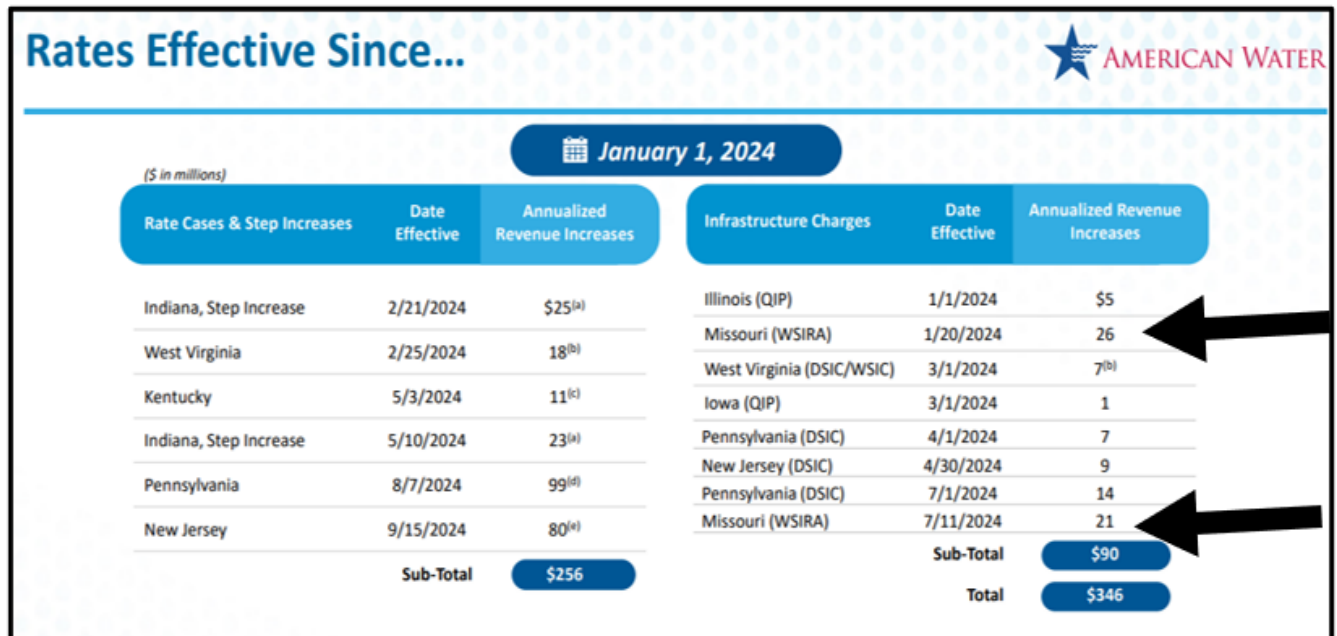 Rates Effective Since...
AMERICAN WATER
January 1, 2024
($ in millions)
Rate Cases & Step Increases Date Effective Annualized Revenue Increases
Indiana, Step Increase 2/21/2024 $25(a)
West Virginia 2/25/2024 18(b)
Kentucky 5/3/2024 11(c)
Indiana, Step Increase 5/10/2024 23(a)
Pennsylvania 8/7/2024 99(d)
New Jersey 9/15/2024 80(e)
Sub-Total $256
Infrastructure Charges Date Effective Annualized Revenue Increases
Illinois (QIP) 1/1/2024 $5
Missouri (WSIRA) 1/20/2024 26
West Virginia (DSIC/WSIC) 3/1/2024 7(b)
Iowa (QIP) 3/1/2024 1
Pennsylvania (DSIC) 4/1/2024 7
New Jersey (DSIC) 4/30/2024 9
Pennsylvania (DSIC) 7/1/2024 14
Missouri (WSIRA) 7/11/2024 21
Sub-Total $90
Total $346